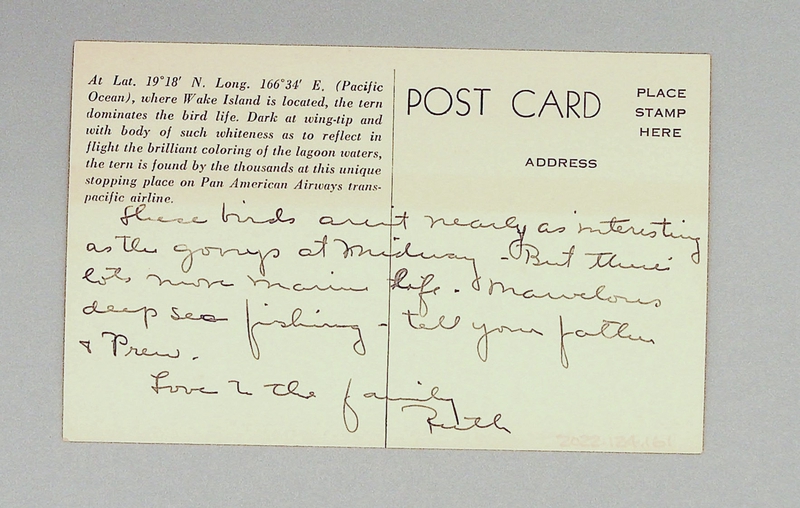 At Lat. 19°18' N. Long. 166°34' E. (Pacific
Ocean), where Wake Island is located, the tern
dominates the bird life. Dark at wing-tip and
with body of such whiteness as to reflect in
flight the brilliant coloring of the lagoon waters,
the tern is found by the thousands at this unique
stopping place on Pan American Airways trans-
pacific airline.
POST CARD
PLACE
STAMP
HERE
ADDRESS
These birds aren't nearly as interesting
as the gonys at Midway - But there's
lots more marine life. Marvelous
deep sea fishing - tell your father
& Prew.
Love to the family
Ruth
2022.124.161